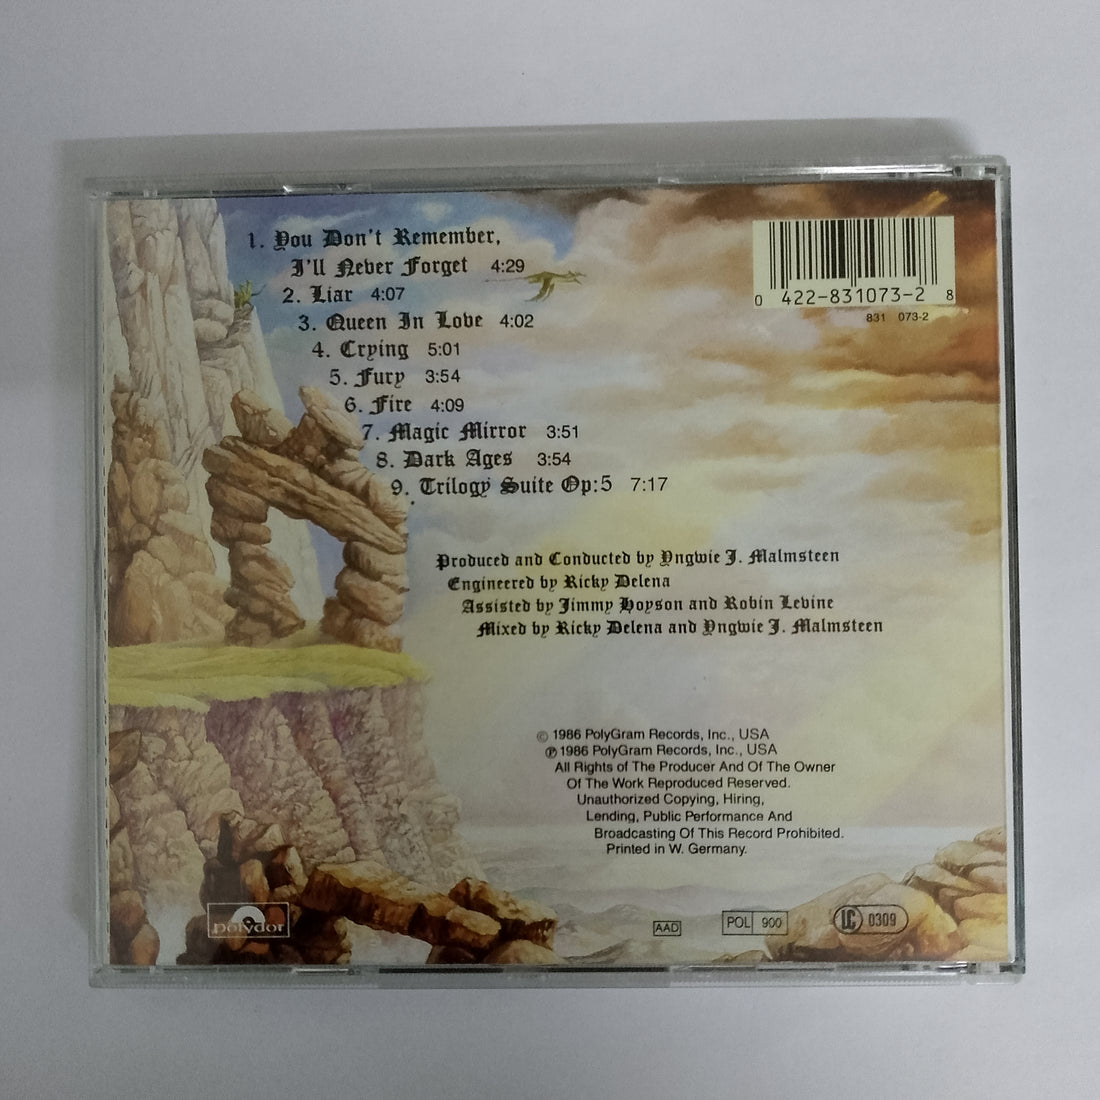 1. You Don't Remember,
I'll Never Forget 4:29
2. Liar 4:07
3. Queen In Love 4:02
4. Crying 5:01
5. Fury 3:54
6. Fire 4:09
7. Magic Mirror 3:51
8. Dark Ages 3:54
9. Trilogy Suite Op:5 7:17
0 422-831073-2 8
831 073-2
Produced and Conducted by Yngwie J. Malmsteen
Engineered by Ricky Delena
Assisted by Jimmy Hoyson and Robin Levine
Mixed by Ricky Delena and Yngwie J. Malmsteen
© 1986 PolyGram Records, Inc., USA
℗ 1986 PolyGram Records, Inc., USA
All Rights of The Producer And Of The Owner
Of The Work Reproduced Reserved.
Unauthorized Copying, Hiring,
Lending, Public Performance And
Broadcasting Of This Record Prohibited.
Printed in W. Germany.
polydor
AAD
POL 900
LC 0309